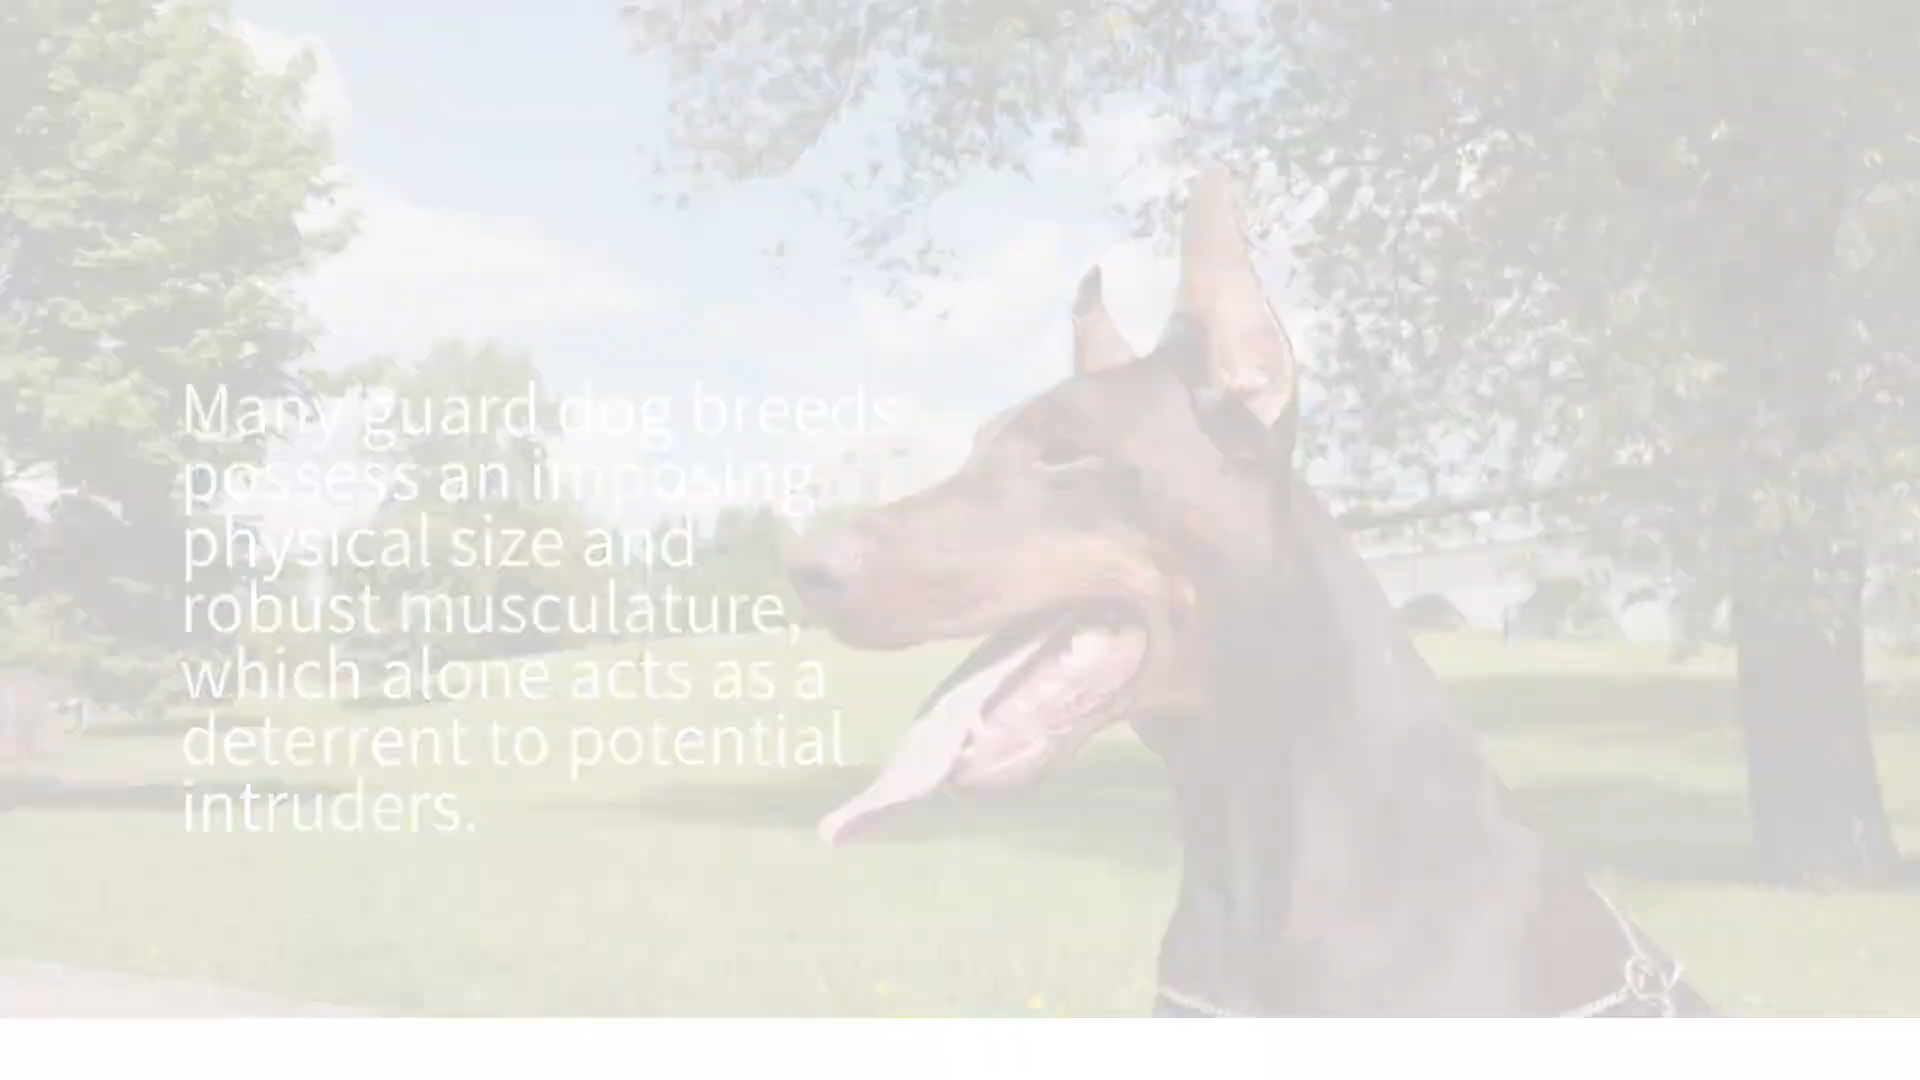 Many guard dog breeds
possess an imposing
physical size and
robust musculature,
which alone acts as a
deterrent to potential
intruders.